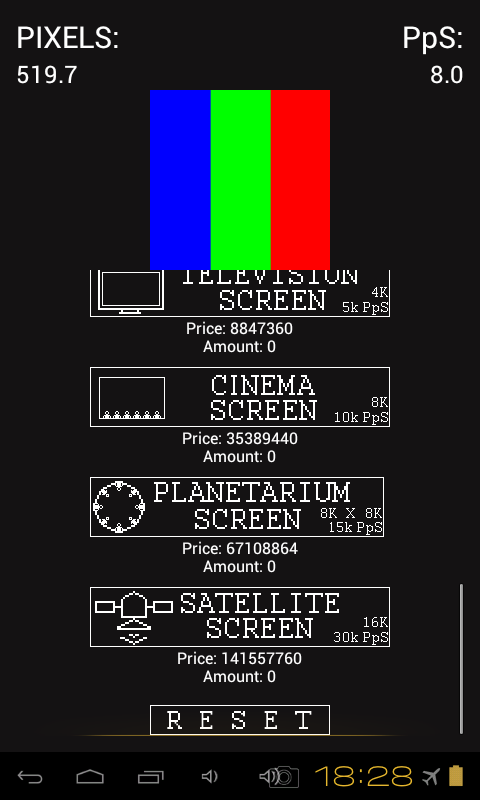 PIXELS:
PpS:
519.7
8.0
TELEVISION
SCREEN
4K
5k PpS
Price: 8847360
Amount: 0
CINEMA
SCREEN
8K
10k PpS
Price: 35389440
Amount: 0
PLANETARIUM
SCREEN
8K X 8K
15k PpS
Price: 67108864
Amount: 0
SATELLITE
SCREEN
16K
30k PpS
Price: 141557760
Amount: 0
RESET
18:28